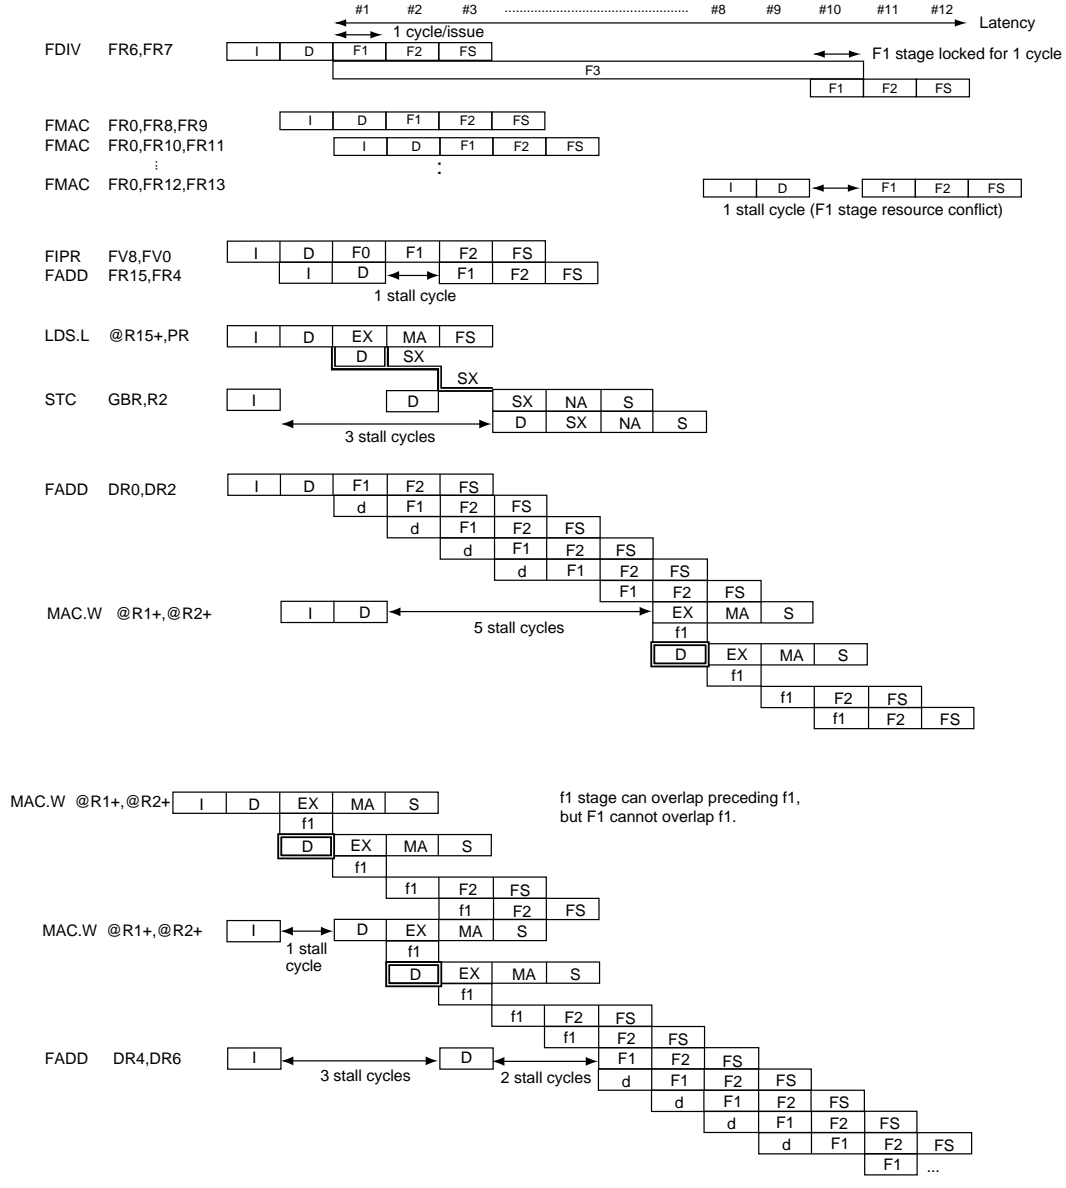 #1 #2 #3 ................................................ #8 #9 #10 #11 #12
Latency
1 cycle/issue
FDIV FR6,FR7 I D F1 F2 FS
F1 stage locked for 1 cycle
F3
F1 F2 FS
FMAC FR0,FR8,FR9 I D F1 F2 FS
FMAC FR0,FR10,FR11 I D F1 F2 FS
⋮ :
FMAC FR0,FR12,FR13 I D F1 F2 FS
1 stall cycle (F1 stage resource conflict)
FIPR FV8,FV0 I D F0 F1 F2 FS
FADD FR15,FR4 I D F1 F2 FS
1 stall cycle
LDS.L @R15+,PR I D EX MA FS
D SX
SX
STC GBR,R2 I D SX NA S
D SX NA S
3 stall cycles
FADD DR0,DR2 I D F1 F2 FS
d F1 F2 FS
d F1 F2 FS
d F1 F2 FS
d F1 F2 FS
F1 F2 FS
MAC.W @R1+,@R2+ I D EX MA S
5 stall cycles
f1
D EX MA S
f1
f1 F2 FS
f1 F2 FS
MAC.W @R1+,@R2+ I D EX MA S
f1 stage can overlap preceding f1,
but F1 cannot overlap f1.
f1
D EX MA S
f1
f1 F2 FS
f1 F2 FS
MAC.W @R1+,@R2+ I D EX MA S
1 stall
cycle
f1
D EX MA S
f1
f1 F2 FS
f1 F2 FS
FADD DR4,DR6 I D F1 F2 FS
3 stall cycles 2 stall cycles
d F1 F2 FS
d F1 F2 FS
d F1 F2 FS
d F1 F2 FS
F1 ...